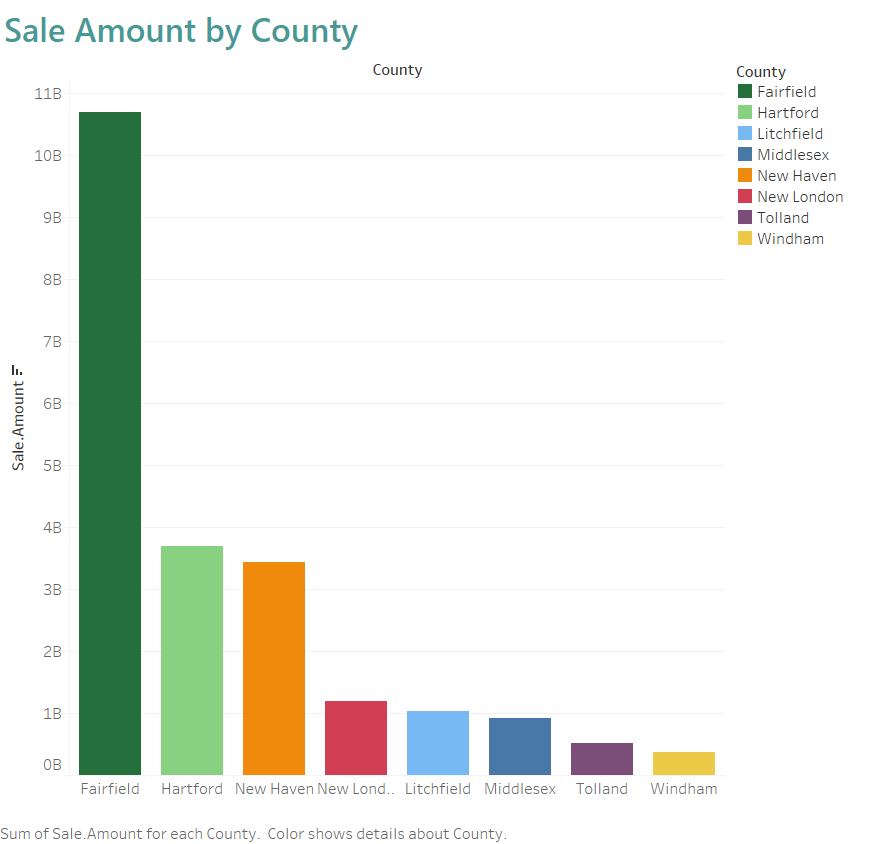 Sale Amount by County
County
County
Fairfield
Hartford
Litchfield
Middlesex
New Haven
New London
Tolland
Windham
11B
10B
9B
8B
7B
6B
5B
4B
3B
2B
1B
0B
Sale.Amount
Fairfield Hartford New Haven New Lond.. Litchfield Middlesex Tolland Windham
Sum of Sale.Amount for each County. Color shows details about County.